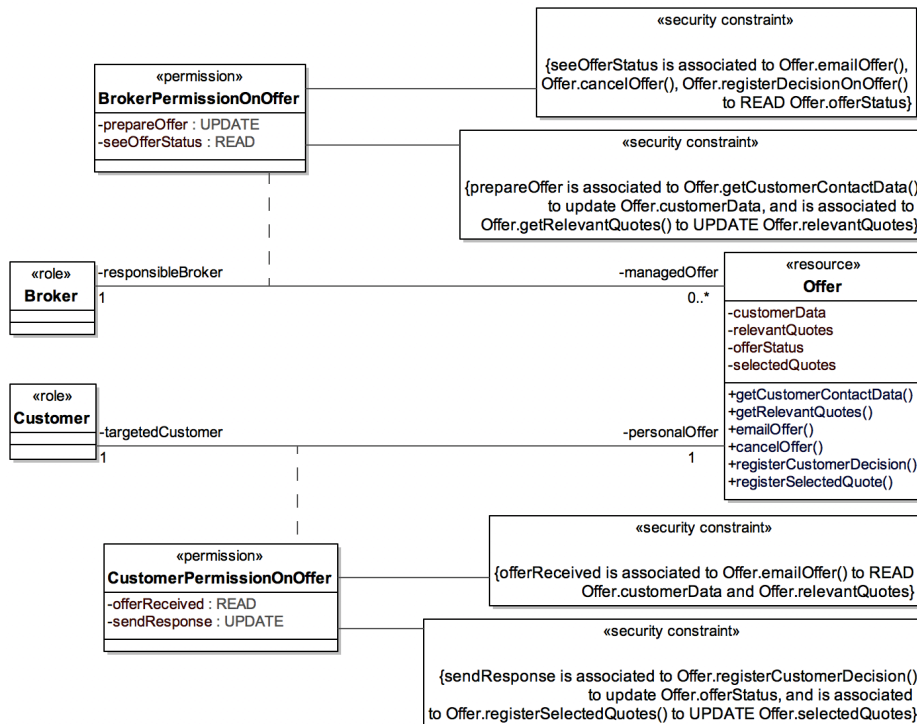 «security constraint»
{seeOfferStatus is associated to Offer.emailOffer(),
Offer.cancelOffer(), Offer.registerDecisionOnOffer()
to READ Offer.offerStatus}
«permission»
BrokerPermissionOnOffer
-prepareOffer : UPDATE
-seeOfferStatus : READ
«security constraint»
{prepareOffer is associated to Offer.getCustomerContactData()
to update Offer.customerData, and is associated to
Offer.getRelevantQuotes() to UPDATE Offer.relevantQuotes}
«role»
Broker
-responsibleBroker
1
-managedOffer
0..*
«resource»
Offer
-customerData
-relevantQuotes
-offerStatus
-selectedQuotes
+getCustomerContactData()
+getRelevantQuotes()
+emailOffer()
+cancelOffer()
+registerCustomerDecision()
+registerSelectedQuote()
«role»
Customer
-targetedCustomer
1
-personalOffer
1
«permission»
CustomerPermissionOnOffer
-offerReceived : READ
-sendResponse : UPDATE
«security constraint»
{offerReceived is associated to Offer.emailOffer() to READ
Offer.customerData and Offer.relevantQuotes}
«security constraint»
{sendResponse is associated to Offer.registerCustomerDecision()
to update Offer.offerStatus, and is associated
to Offer.registerSelectedQuotes() to UPDATE Offer.selectedQuotes}